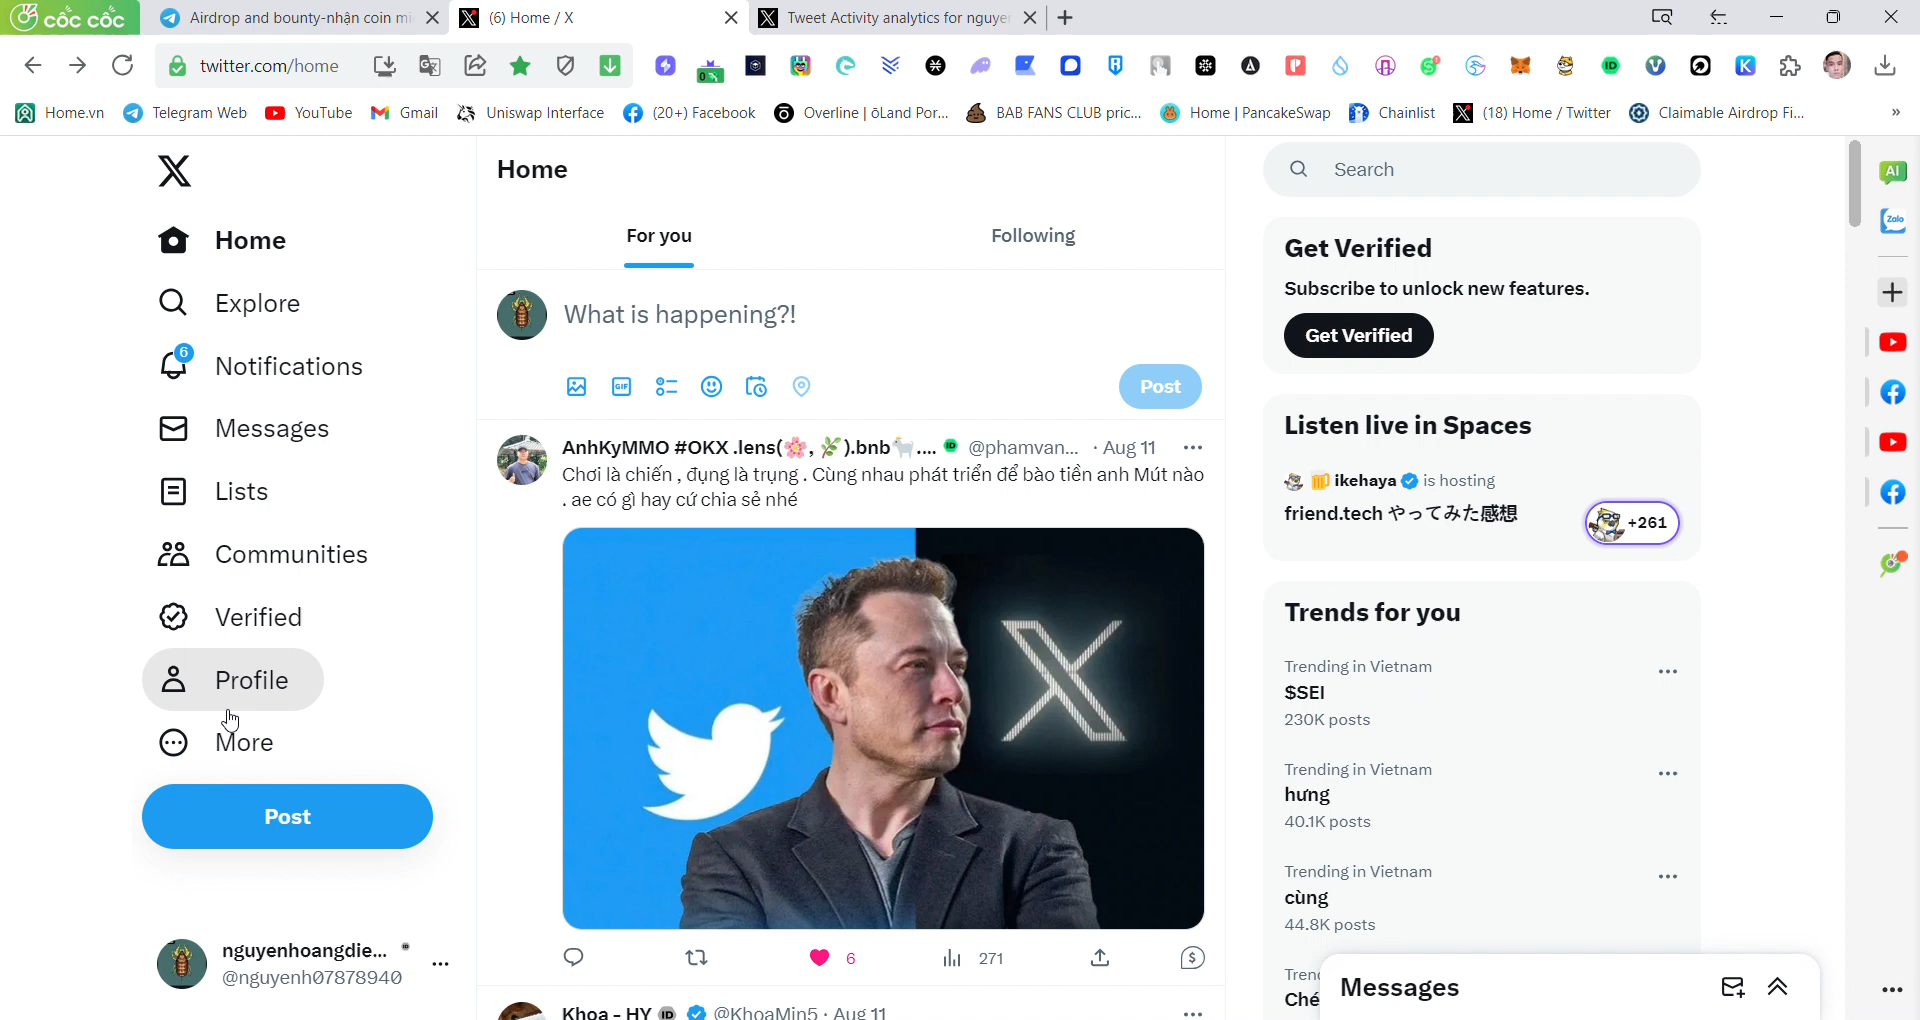 cốc cốc
Airdrop and bounty-nhận coin mi
(6) Home / X
Tweet Activity analytics for nguye
twitter.com/home
Home.vn
Telegram Web
YouTube
Gmail
Uniswap Interface
(20+) Facebook
Overline | ōLand Por...
BAB FANS CLUB pric...
Home | PancakeSwap
Chainlist
(18) Home / Twitter
Claimable Airdrop Fi...
»
Home
Explore
6
Notifications
Messages
Lists
Communities
Verified
Profile
More
Post
nguyenhoangdie...
@nguyenh07878940
Home
For you
Following
What is happening?!
GIF
Post
AnhKyMMO #OKX .lens(🌸, 🌿).bnb🐩.... @phamvan... · Aug 11
Chơi là chiến , đụng là trụng . Cùng nhau phát triển để bào tiền anh Mút nào
. ae có gì hay cứ chia sẻ nhé
6
271
Khoa - HY @KhoaMin5 · Aug 11
Search
Get Verified
Subscribe to unlock new features.
Get Verified
Listen live in Spaces
🍺 ikehaya is hosting
friend.tech やってみた感想
+261
Trends for you
Trending in Vietnam
$SEI
230K posts
Trending in Vietnam
hưng
40.1K posts
Trending in Vietnam
cùng
44.8K posts
Tren
Ché
Messages
AI
Zalo